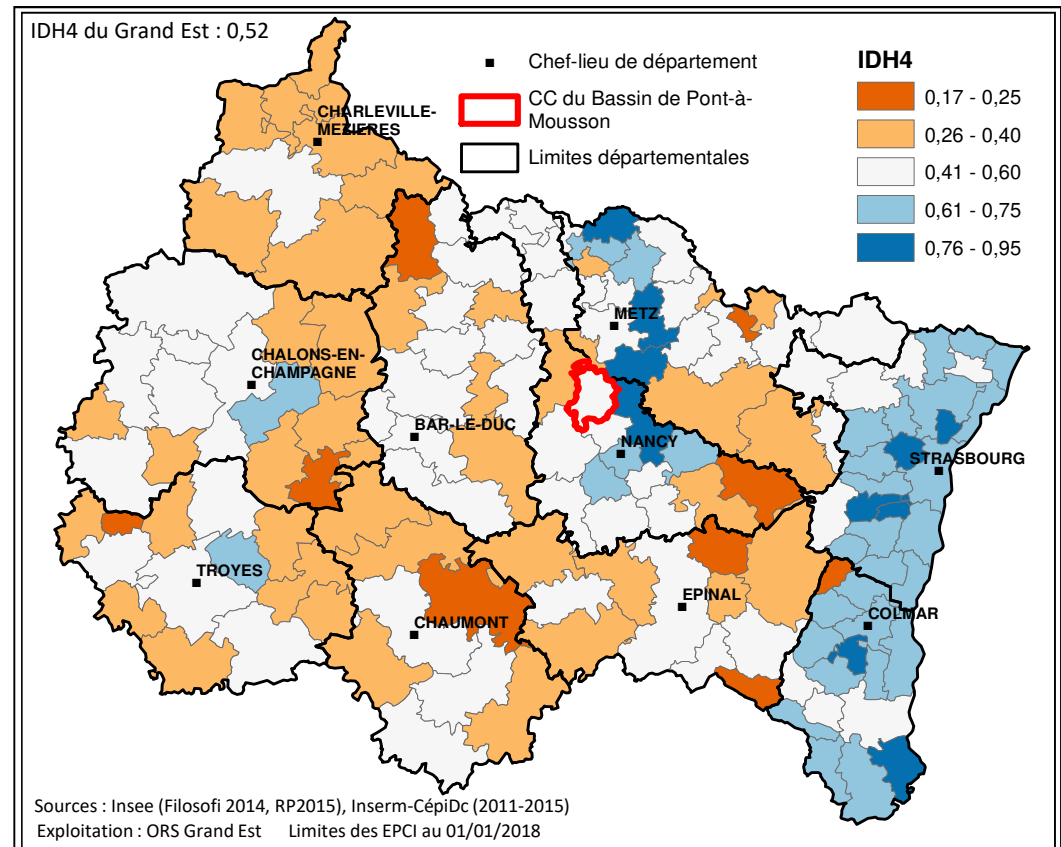 IDH4 du Grand Est : 0,52
Chef-lieu de département
CC du Bassin de Pont-à-
Mousson
Limites départementales
IDH4
0,17 - 0,25
0,26 - 0,40
0,41 - 0,60
0,61 - 0,75
0,76 - 0,95
CHARLEVILLE-
MEZIERES
METZ
CHALONS-EN-
CHAMPAGNE
BAR-LE-DUC
NANCY
STRASBOURG
TROYES
EPINAL
CHAUMONT
COLMAR
Sources : Insee (Filosofi 2014, RP2015), Inserm-CépiDc (2011-2015)
Exploitation : ORS Grand Est Limites des EPCI au 01/01/2018